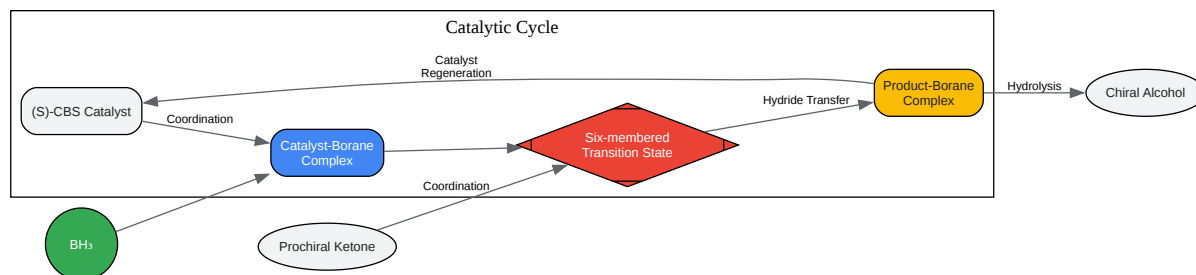 Catalytic Cycle
Catalyst
Regeneration
(S)-CBS Catalyst
Coordination
Catalyst-Borane
Complex
Six-membered
Transition State
Hydride Transfer
Product-Borane
Complex
Hydrolysis
Chiral Alcohol
Coordination
BH₃
Prochiral Ketone